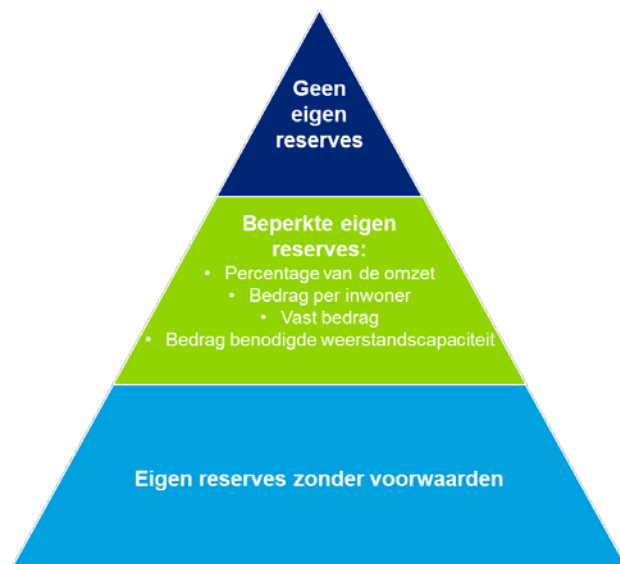 Geen
eigen
reserves
Beperkte eigen
reserves:
• Percentage van de omzet
• Bedrag per inwoner
• Vast bedrag
• Bedrag benodigde weerstandscapaciteit
Eigen reserves zonder voorwaarden